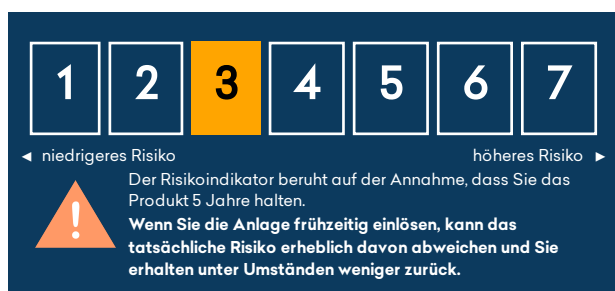 1 2 3 4 5 6 7
◄ niedrigeres Risiko höheres Risiko ►
Der Risikoindikator beruht auf der Annahme, dass Sie das
Produkt 5 Jahre halten.
Wenn Sie die Anlage frühzeitig einlösen, kann das
tatsächliche Risiko erheblich davon abweichen und Sie
erhalten unter Umständen weniger zurück.